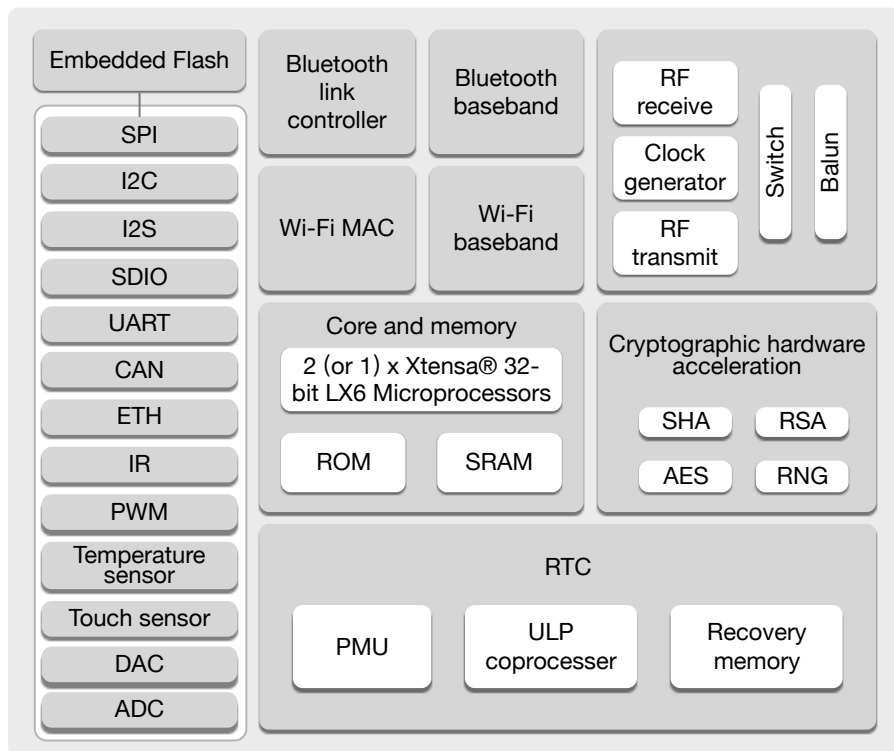 Embedded Flash
SPI
I2C
I2S
SDIO
UART
CAN
ETH
IR
PWM
Temperature
sensor
Touch sensor
DAC
ADC
Bluetooth
link
controller
Bluetooth
baseband
Wi-Fi MAC
Wi-Fi
baseband
RF
receive
Clock
generator
RF
transmit
Switch
Balun
Core and memory
2 (or 1) x Xtensa® 32-
bit LX6 Microprocessors
ROM
SRAM
Cryptographic hardware
acceleration
SHA
RSA
AES
RNG
RTC
PMU
ULP
coprocesser
Recovery
memory